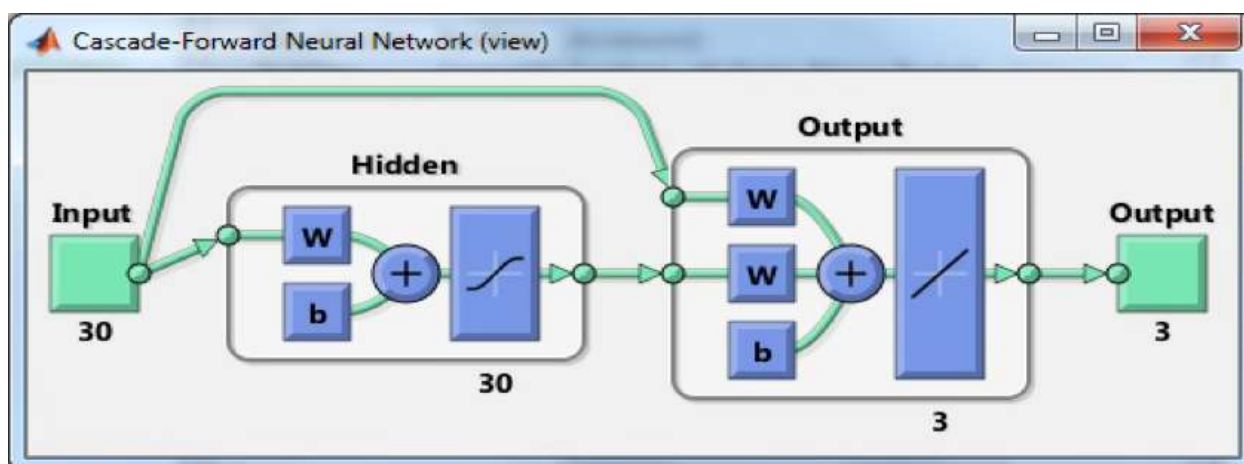 Cascade-Forward Neural Network (view)
Input
30
Hidden
W
b
+
30
Output
W
W
b
+
3
Output
3